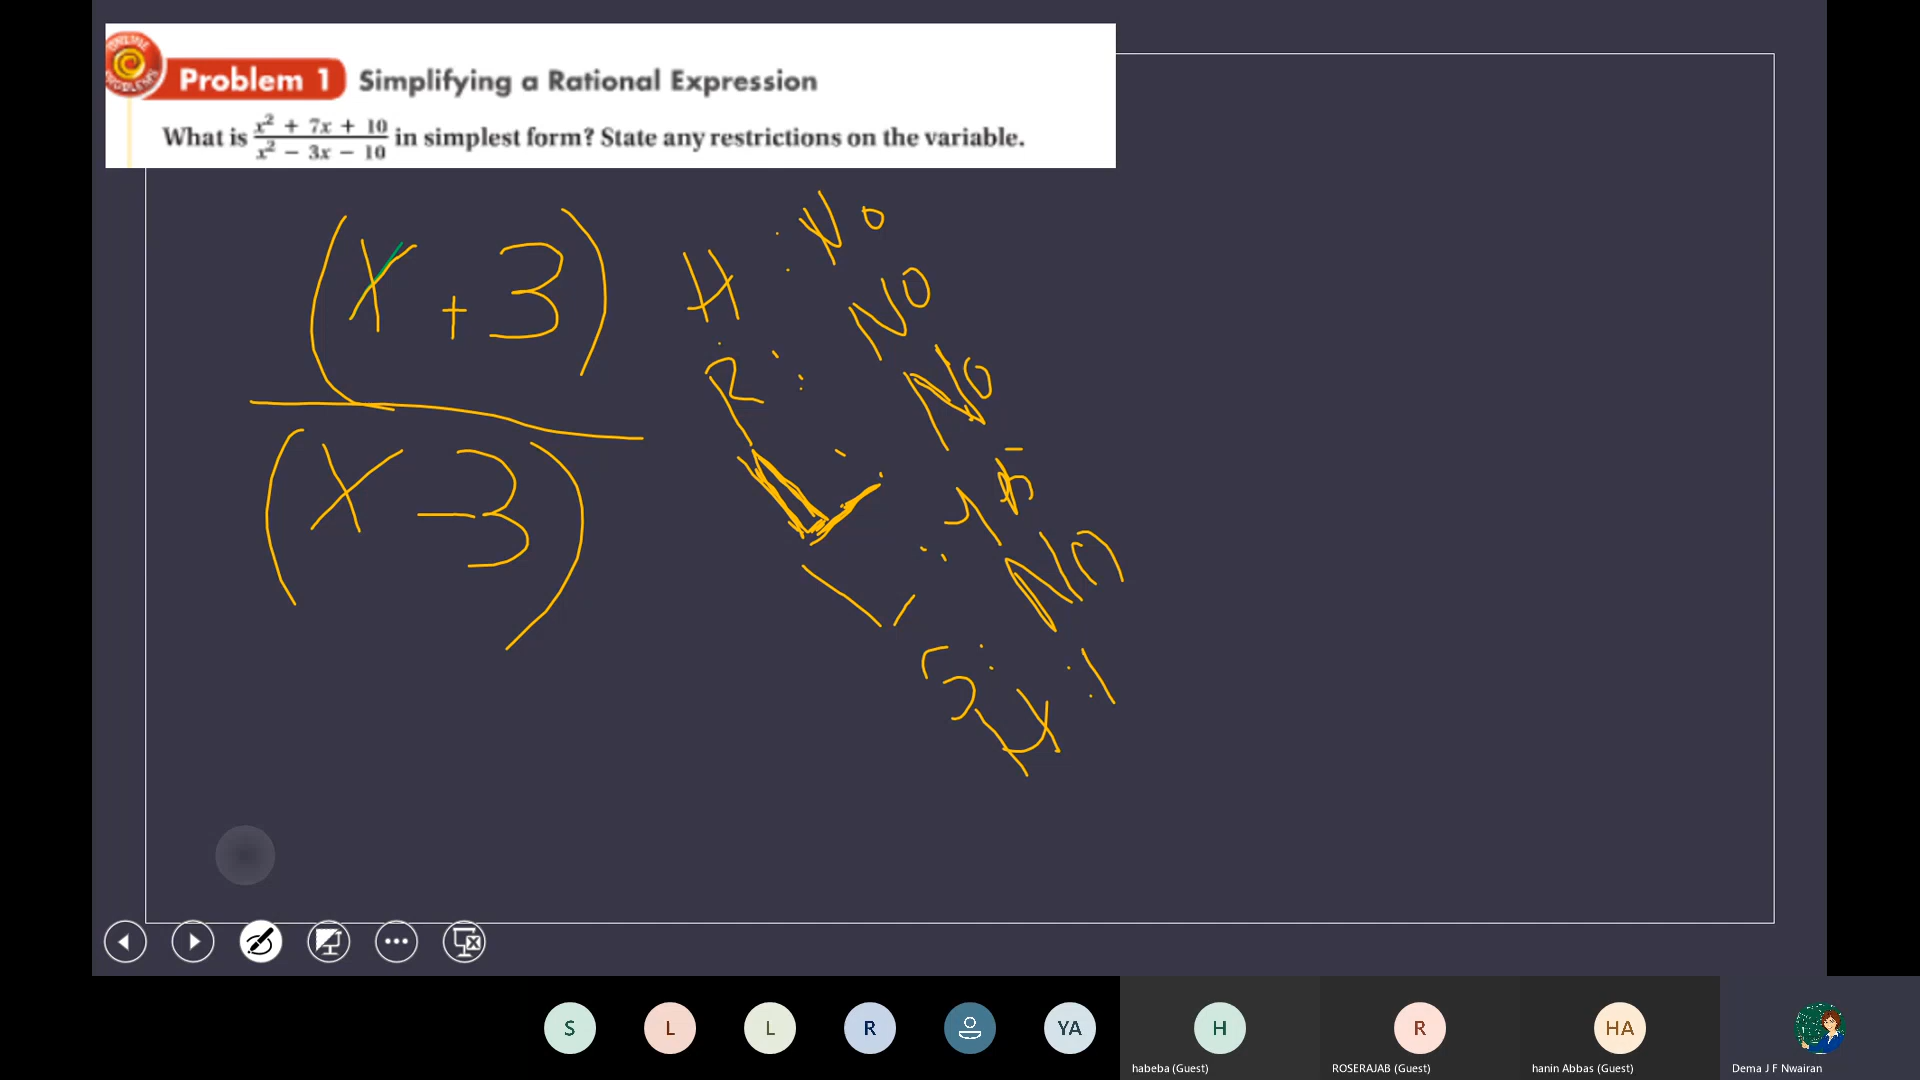 Problem 1 Simplifying a Rational Expression
What is x² + 7x + 10 / x² − 3x − 10 in simplest form? State any restrictions on the variable.
(x + 3)
(x − 3)
H : No
R : No
No
No
S
S
L
L
R
YA
H
R
HA
habeba (Guest)
ROSERAJAB (Guest)
hanin Abbas (Guest)
Dema J F Nwairan